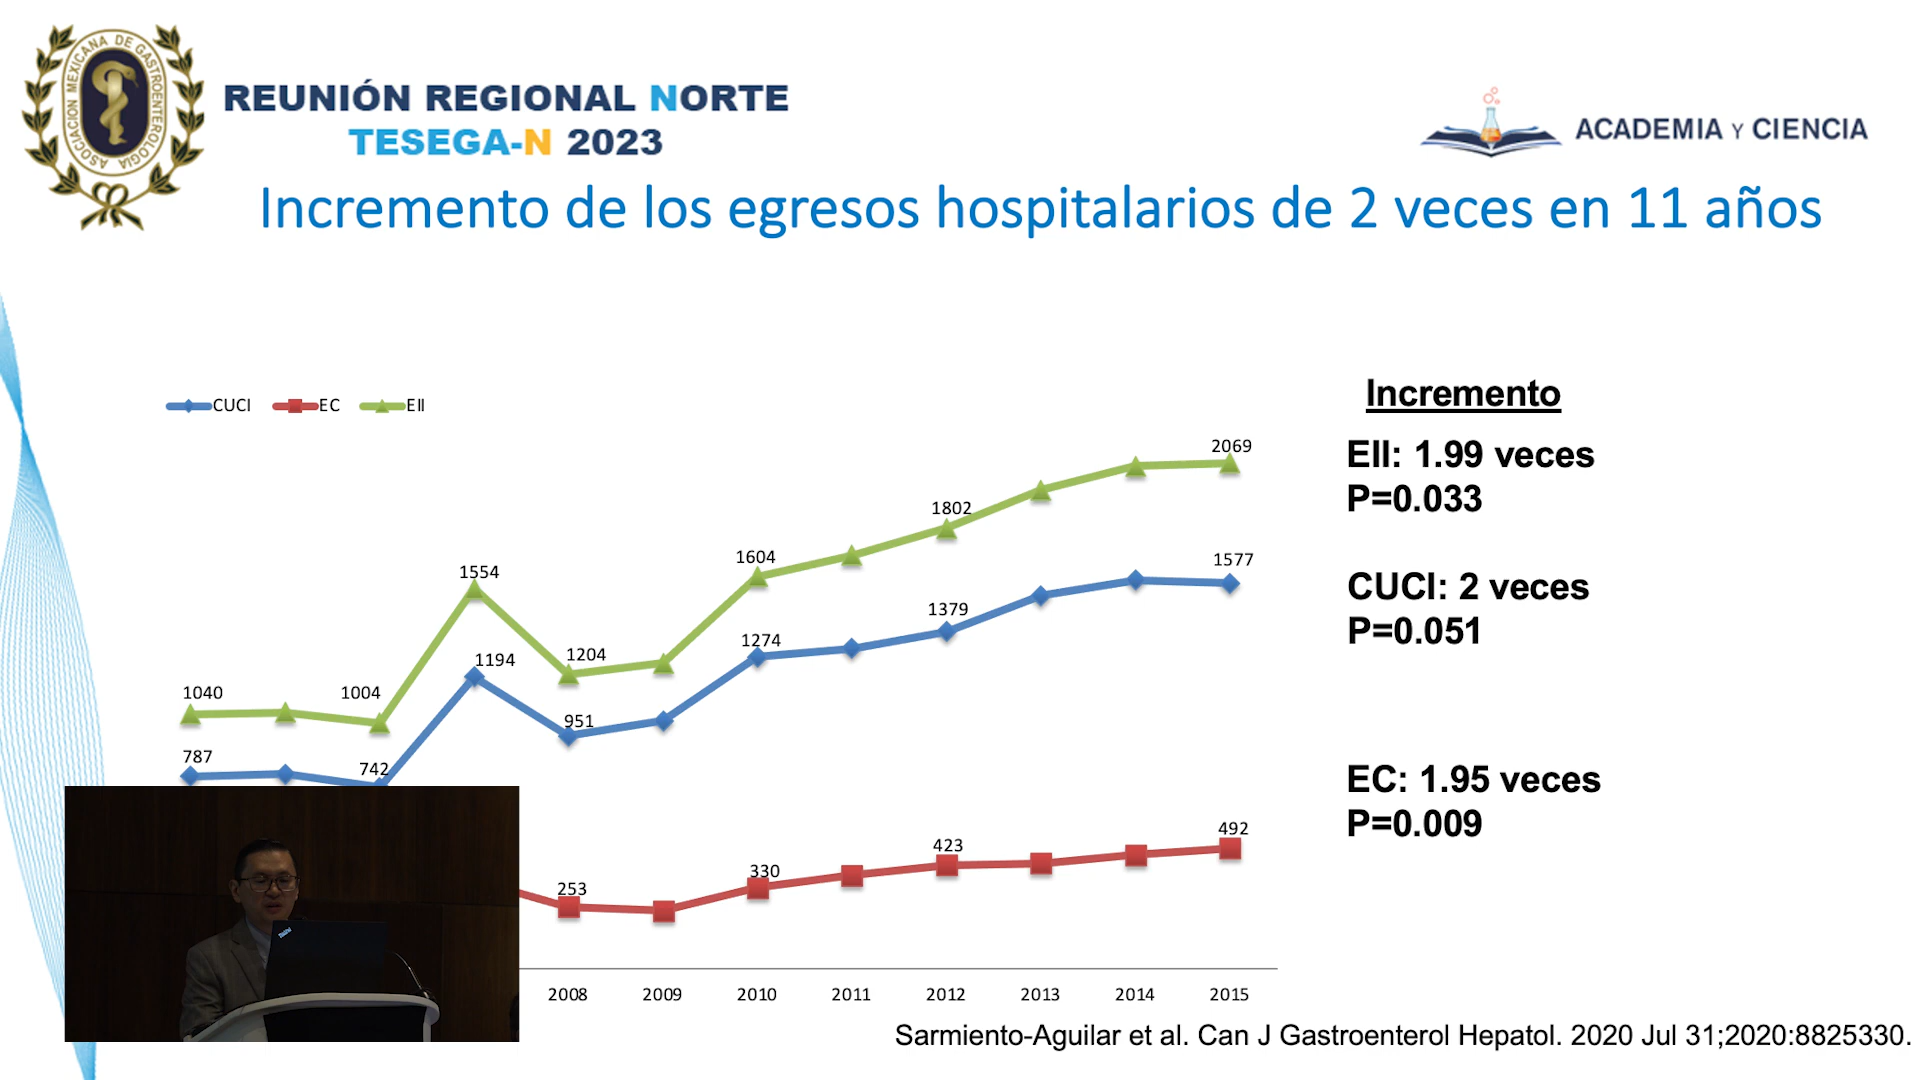 ASOCIACION MEXICANA DE GASTROENTEROLOGIA
REUNIÓN REGIONAL NORTE
TESEGA-N 2023
ACADEMIA Y CIENCIA
Incremento de los egresos hospitalarios de 2 veces en 11 años
CUCI EC EII
Incremento
EII: 1.99 veces
P=0.033
CUCI: 2 veces
P=0.051
EC: 1.95 veces
P=0.009
1040 1004 1554 1204 1604 1802 2069
787 742 1194 951 1274 1379 1577
253 330 423 492
2008 2009 2010 2011 2012 2013 2014 2015
Sarmiento-Aguilar et al. Can J Gastroenterol Hepatol. 2020 Jul 31;2020:8825330.